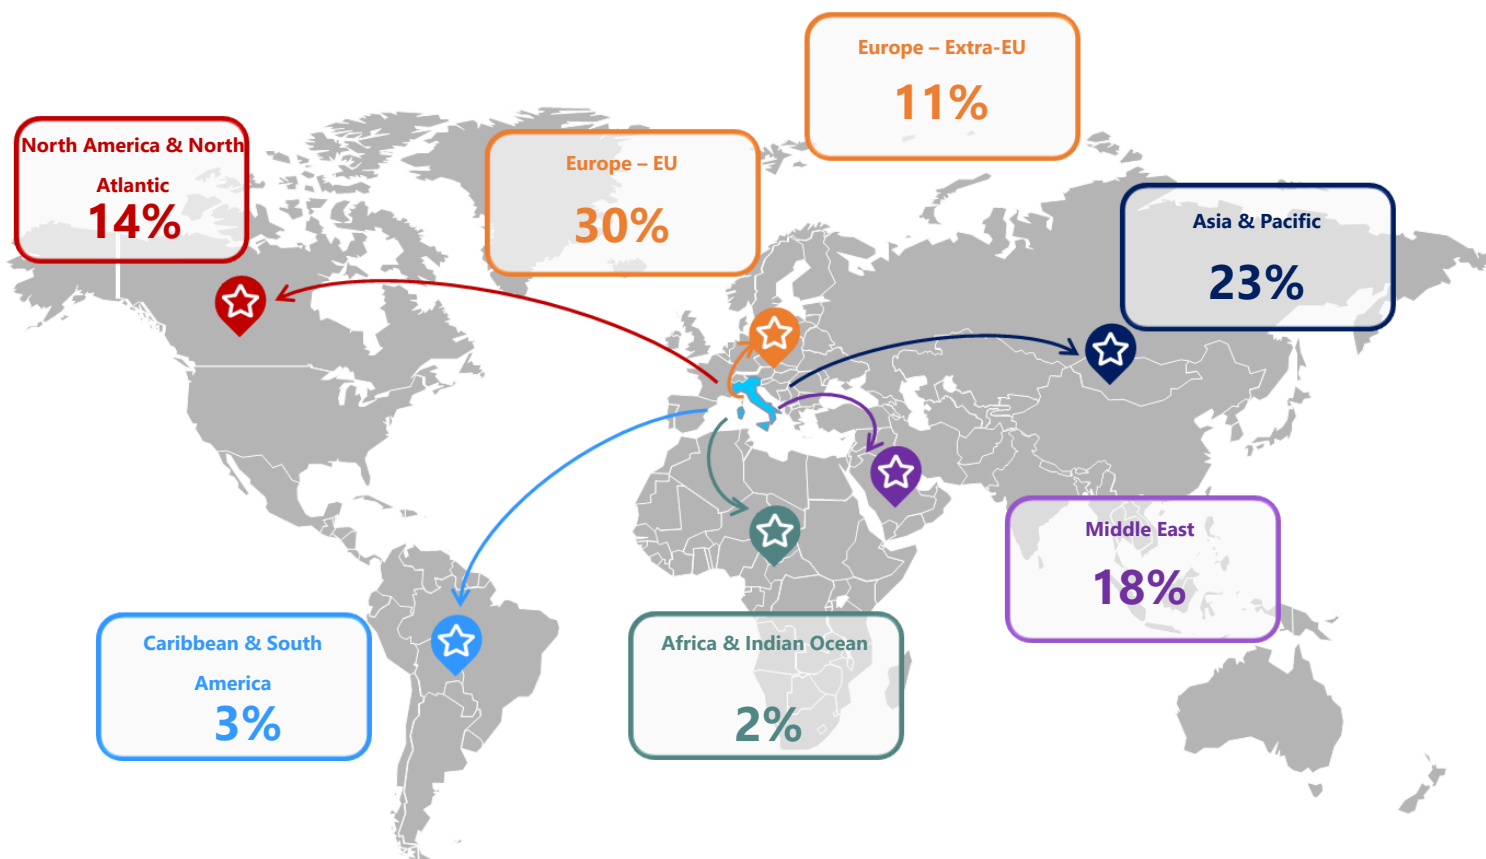 Europe – Extra-EU
11%
North America & North
Atlantic
14%
Europe – EU
30%
Asia & Pacific
23%
Middle East
18%
Caribbean & South
America
3%
Africa & Indian Ocean
2%